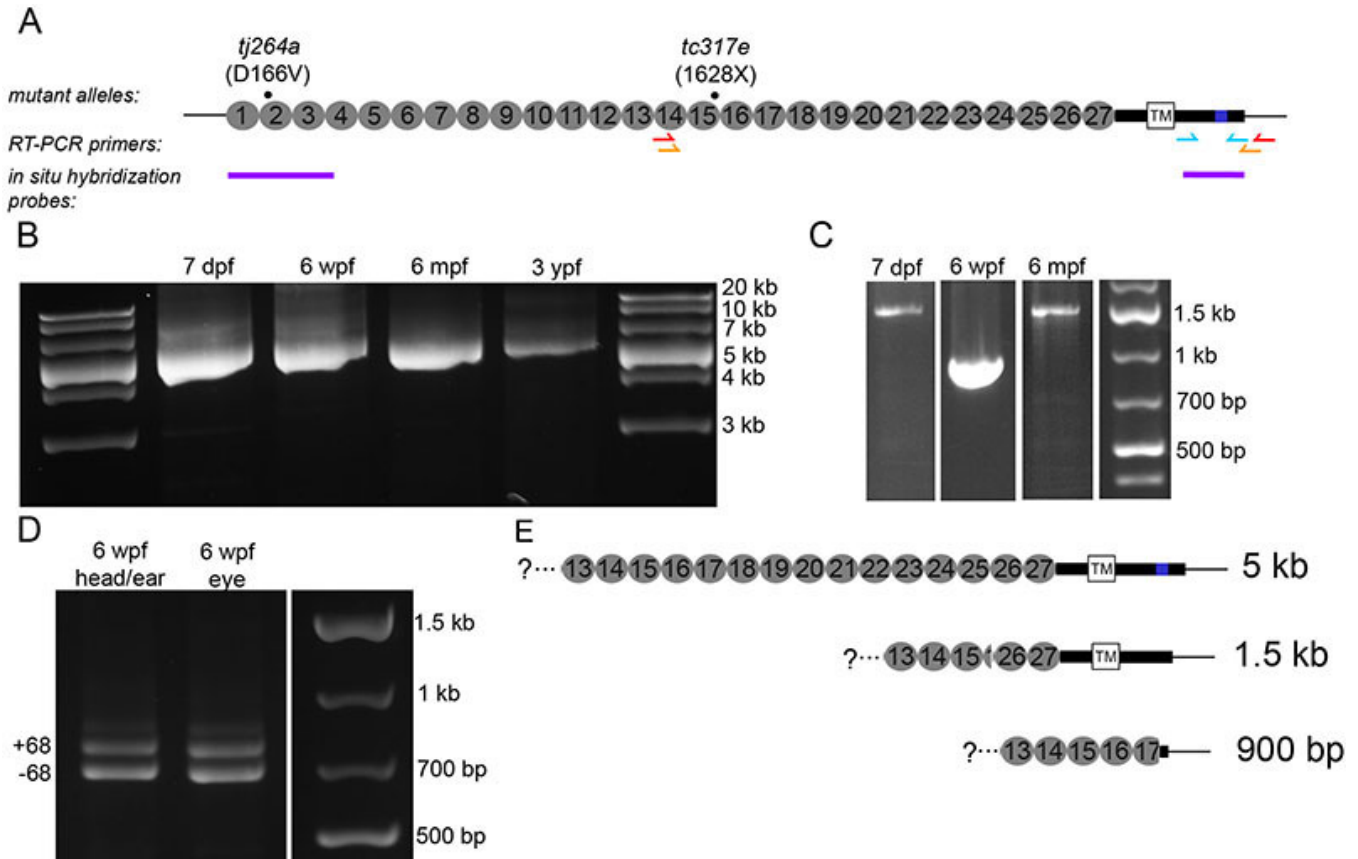 A
tj264a
(D166V)
tc317e
(1628X)
mutant alleles:
1 2 3 4 5 6 7 8 9 10 11 12 13 14 15 16 17 18 19 20 21 22 23 24 25 26 27 TM
RT-PCR primers:
in situ hybridization
probes:
B
7 dpf 6 wpf 6 mpf 3 ypf
20 kb
10 kb
7 kb
5 kb
4 kb
3 kb
C
7 dpf 6 wpf 6 mpf
1.5 kb
1 kb
700 bp
500 bp
D
6 wpf
head/ear
6 wpf
eye
1.5 kb
1 kb
+68
-68
700 bp
500 bp
E
?... 13 14 15 16 17 18 19 20 21 22 23 24 25 26 27 TM 5 kb
?... 13 14 15 26 27 TM 1.5 kb
?... 13 14 15 16 17 900 bp